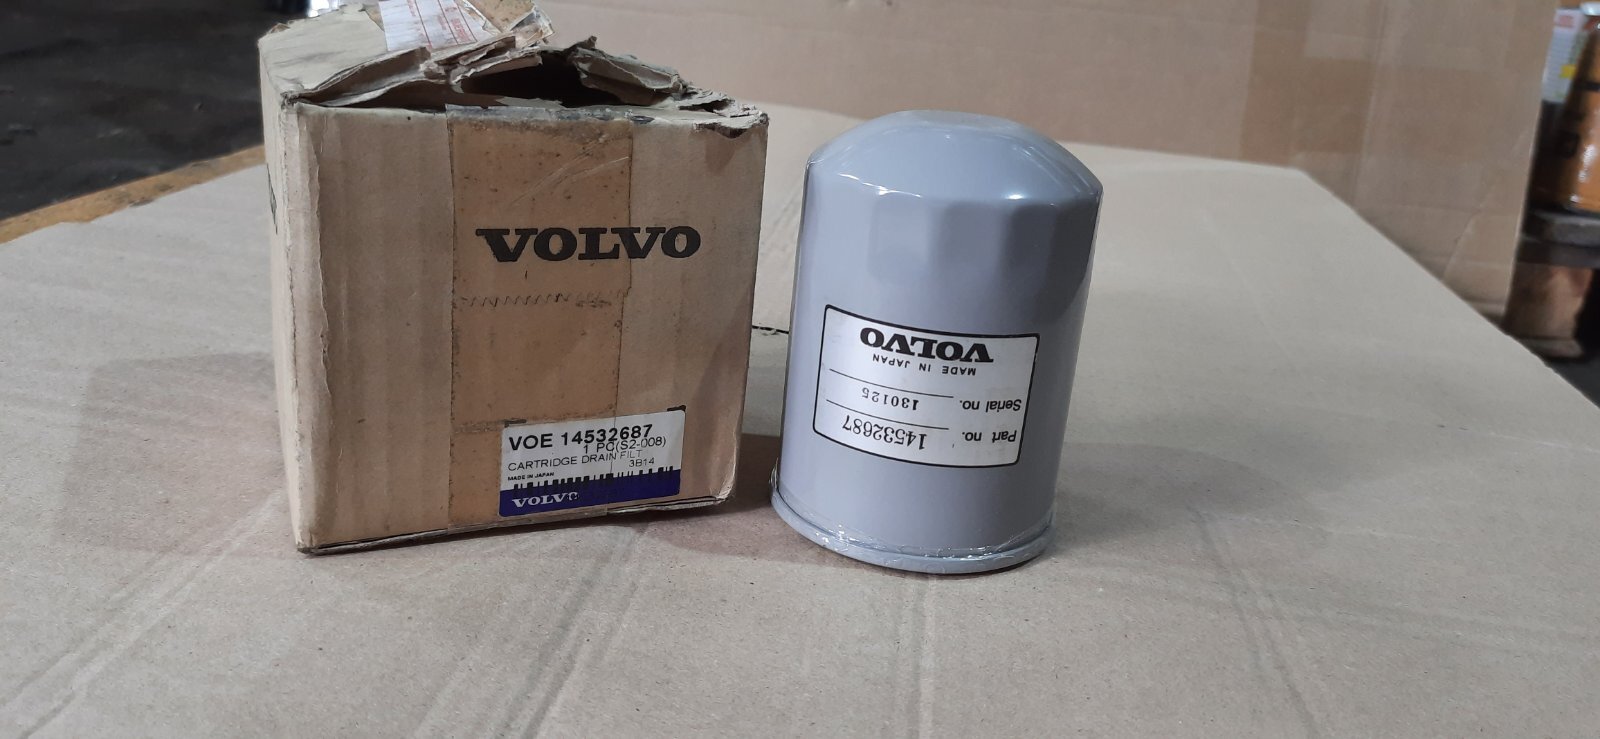 VOLVO
VOE 14532687
1 PC(S2-008)
CARTRIDGE DRAIN FILT
3B14
MADE IN JAPAN
VOLVO
Part no. 14532687
Serial no. 130125
MADE IN JAPAN
VOLVO